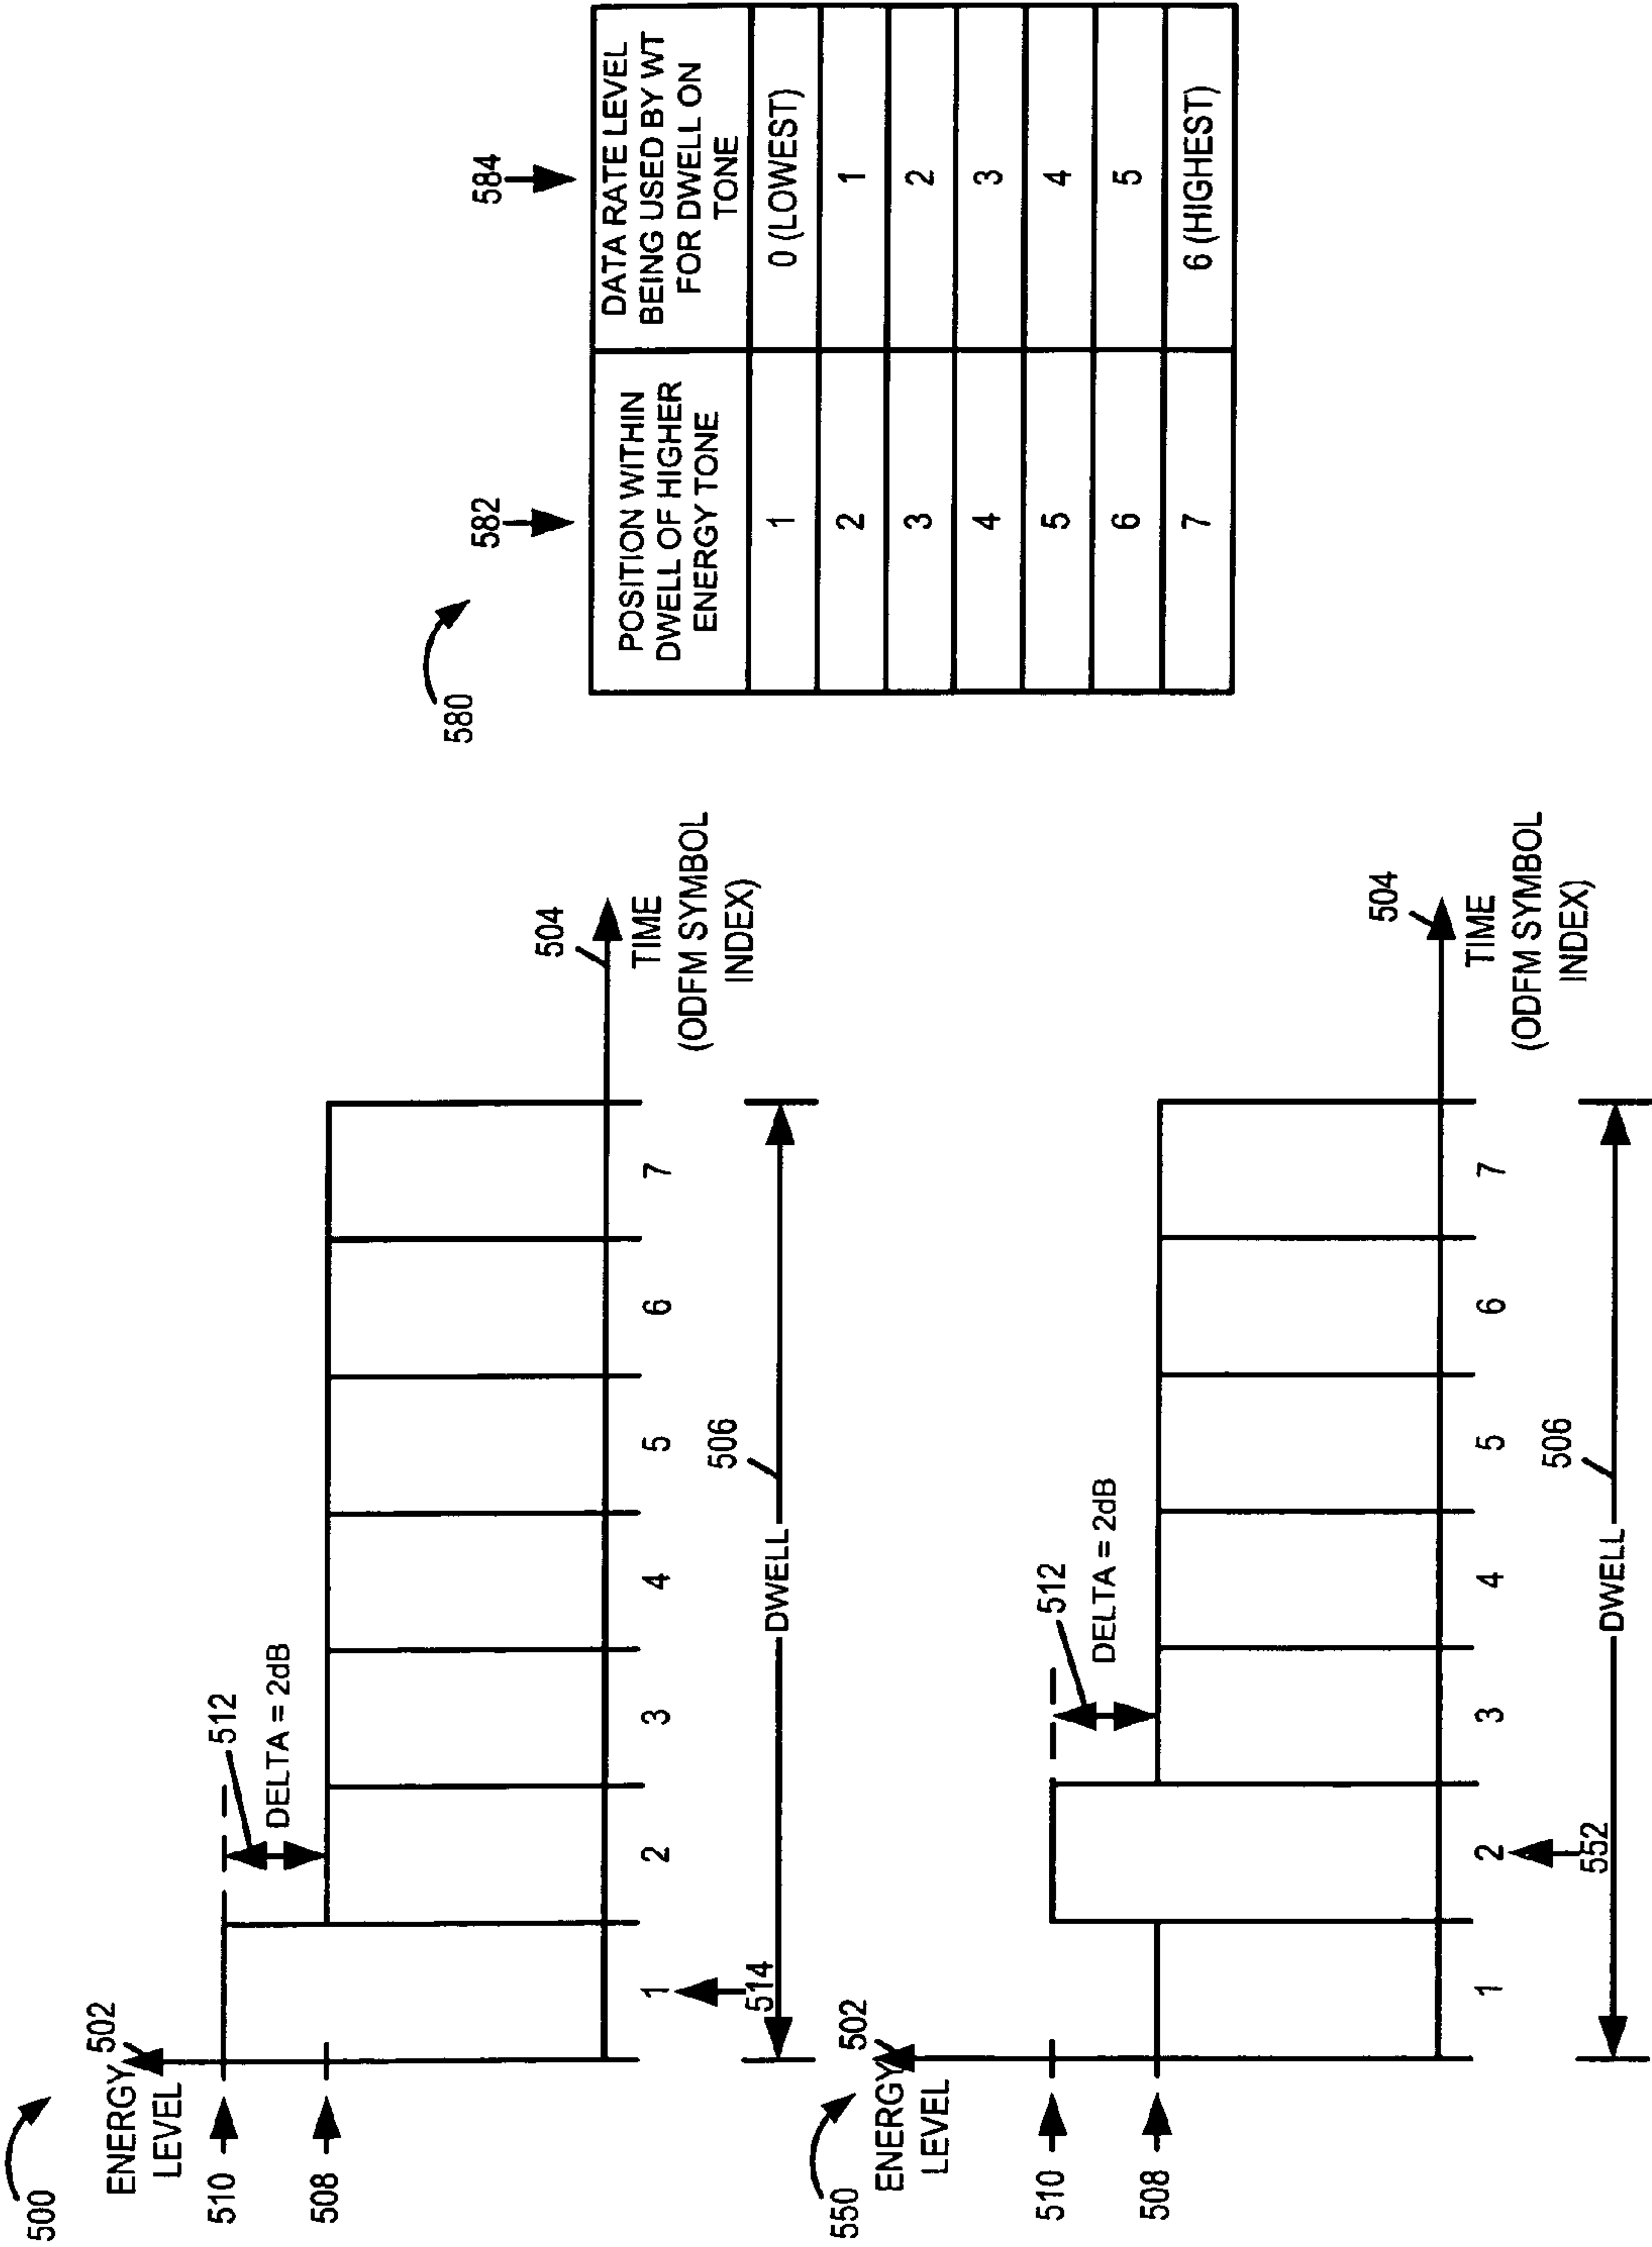 500
ENERGY
LEVEL
502
510
508
512
DELTA = 2dB
504
TIME
(ODFM SYMBOL
INDEX)
1
2
3
4
5
6
7
514
506
DWELL
550
ENERGY
LEVEL
502
510
508
512
DELTA = 2dB
504
TIME
(ODFM SYMBOL
INDEX)
1
2
3
4
5
6
7
552
506
DWELL
580
582
584
POSITION WITHIN
DWELL OF HIGHER
ENERGY TONE
DATA RATE LEVEL
BEING USED BY WT
FOR DWELL ON
TONE
1
0 (LOWEST)
2
1
3
2
4
3
5
4
6
5
7
6 (HIGHEST)